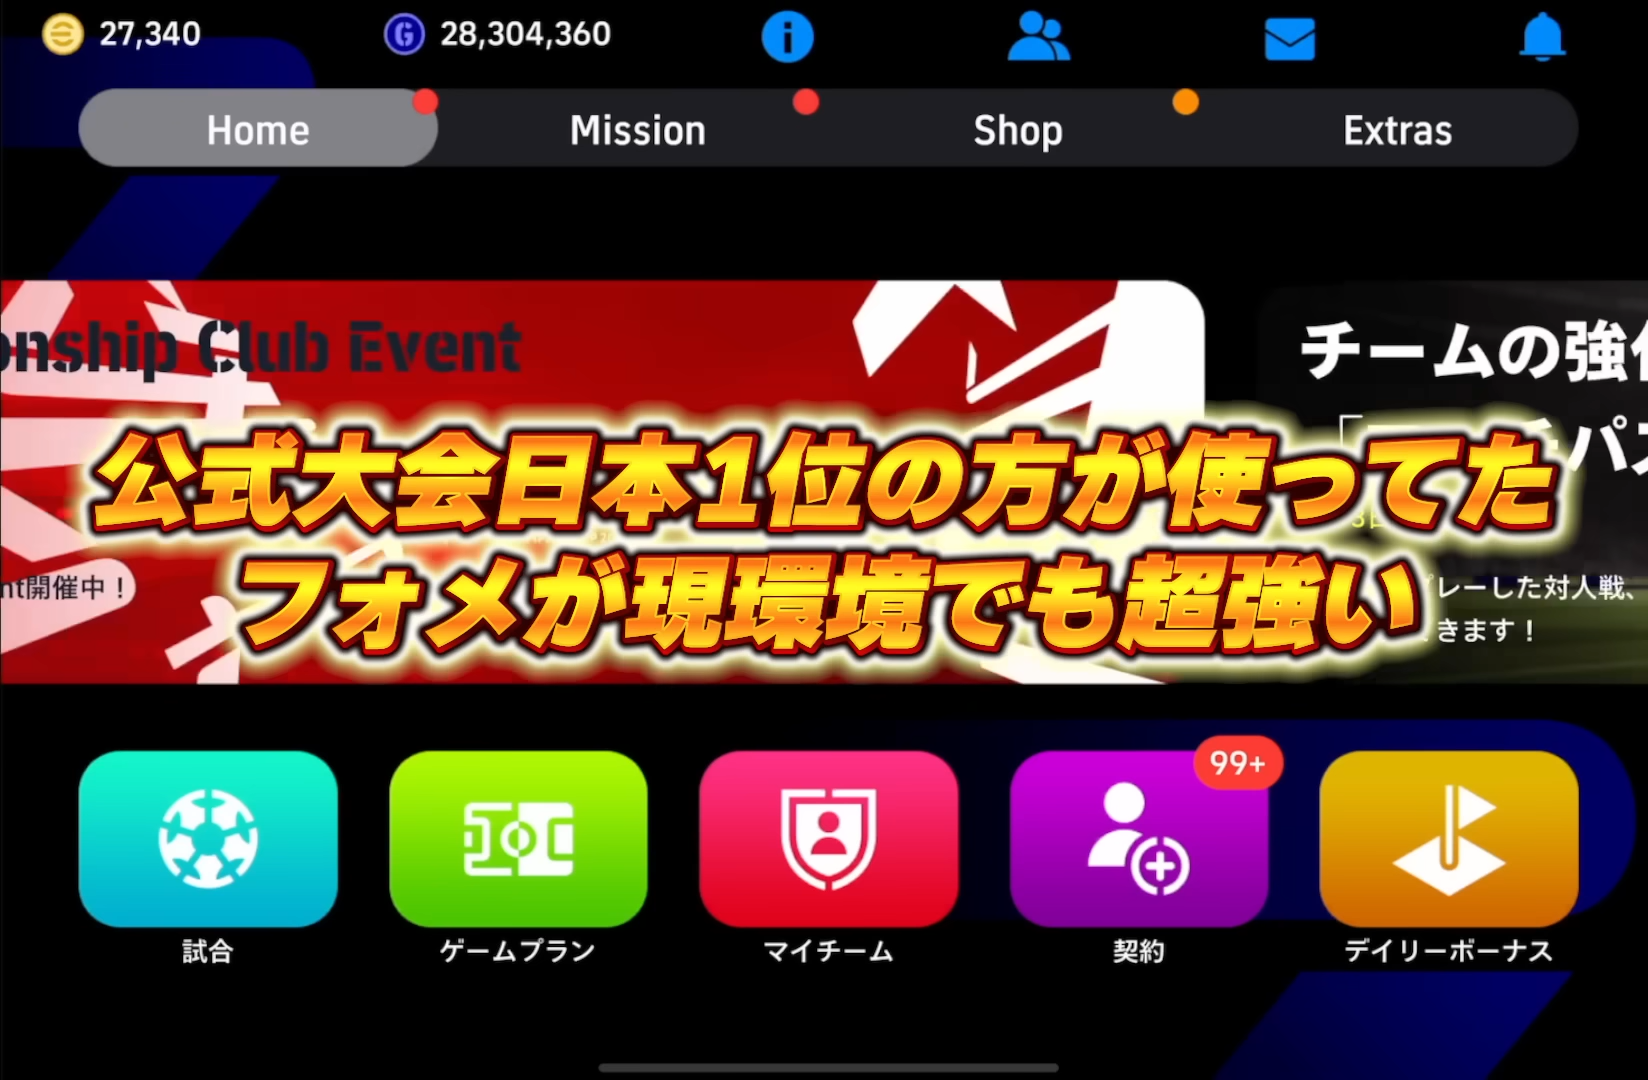 27,340
28,304,360
Home
Mission
Shop
Extras
onship Club Event
チームの強
公式大会日本1位の方が使ってた
フォメが現環境でも超強い
nt開催中！
レーした対人戦、
きます！
99+
試合
ゲームプラン
マイチーム
契約
デイリーボーナス